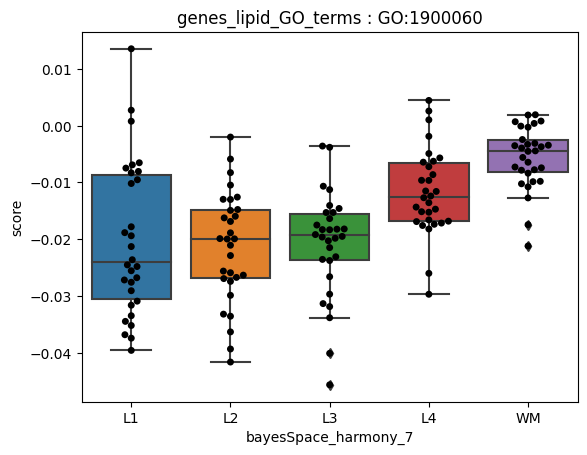 genes_lipid_GO_terms : GO:1900060
0.01
0.00
−0.01
−0.02
−0.03
−0.04
score
L1 L2 L3 L4 WM
bayesSpace_harmony_7